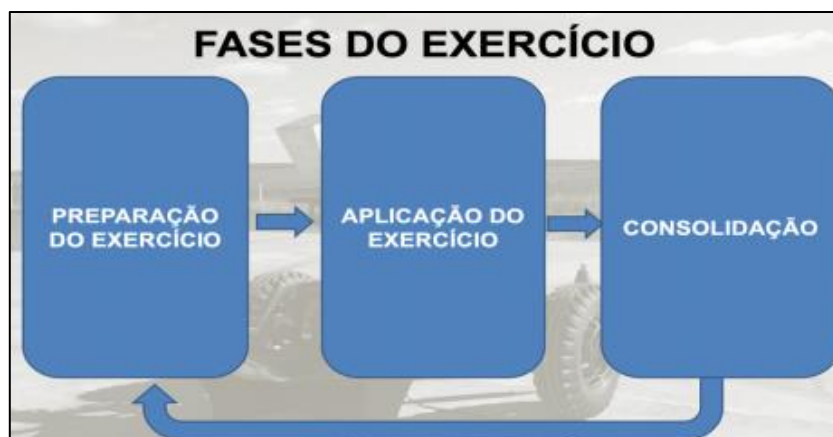 FASES DO EXERCÍCIO
PREPARAÇÃO
DO EXERCÍCIO
APLICAÇÃO DO
EXERCÍCIO
CONSOLIDAÇÃO